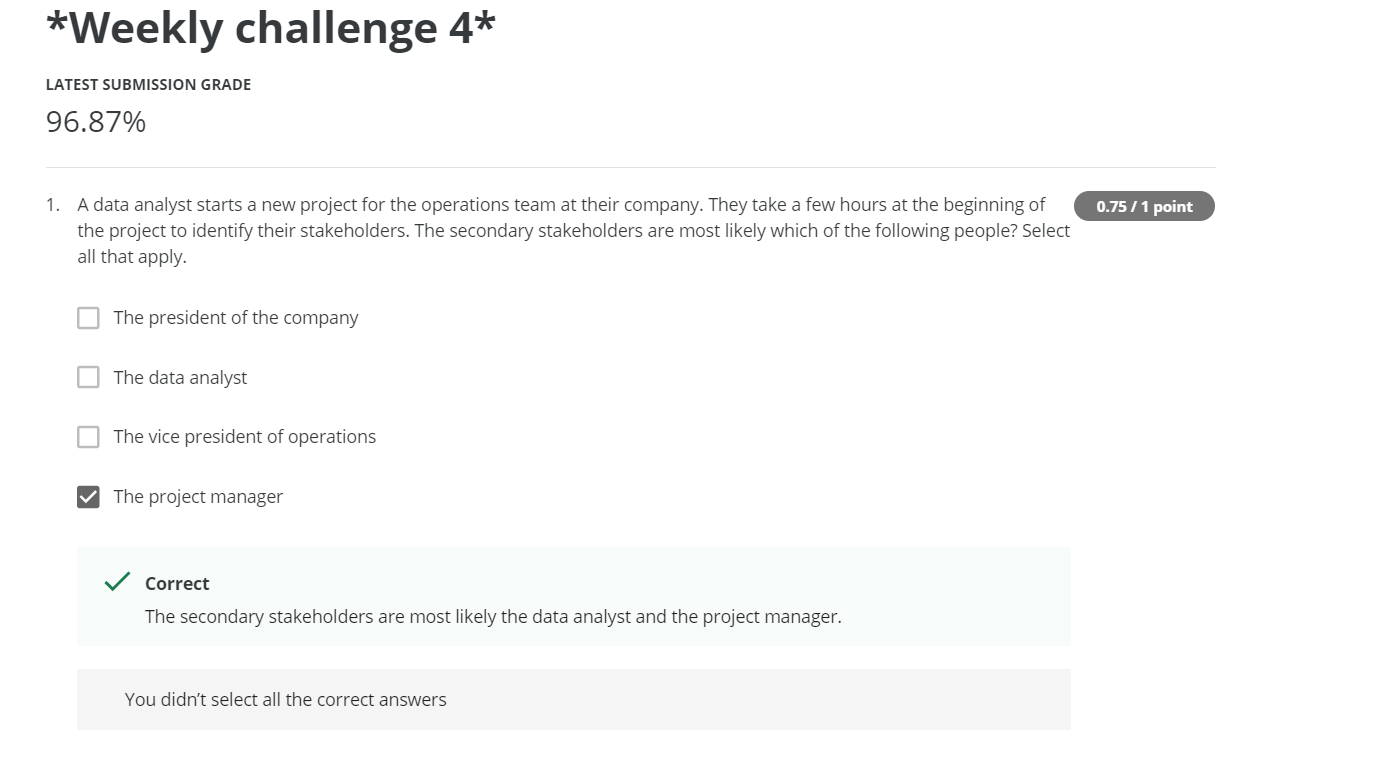 *Weekly challenge 4*
LATEST SUBMISSION GRADE
96.87%
1. A data analyst starts a new project for the operations team at their company. They take a few hours at the beginning of
the project to identify their stakeholders. The secondary stakeholders are most likely which of the following people? Select
all that apply.
0.75 / 1 point
The president of the company
The data analyst
The vice president of operations
The project manager
Correct
The secondary stakeholders are most likely the data analyst and the project manager.
You didn’t select all the correct answers